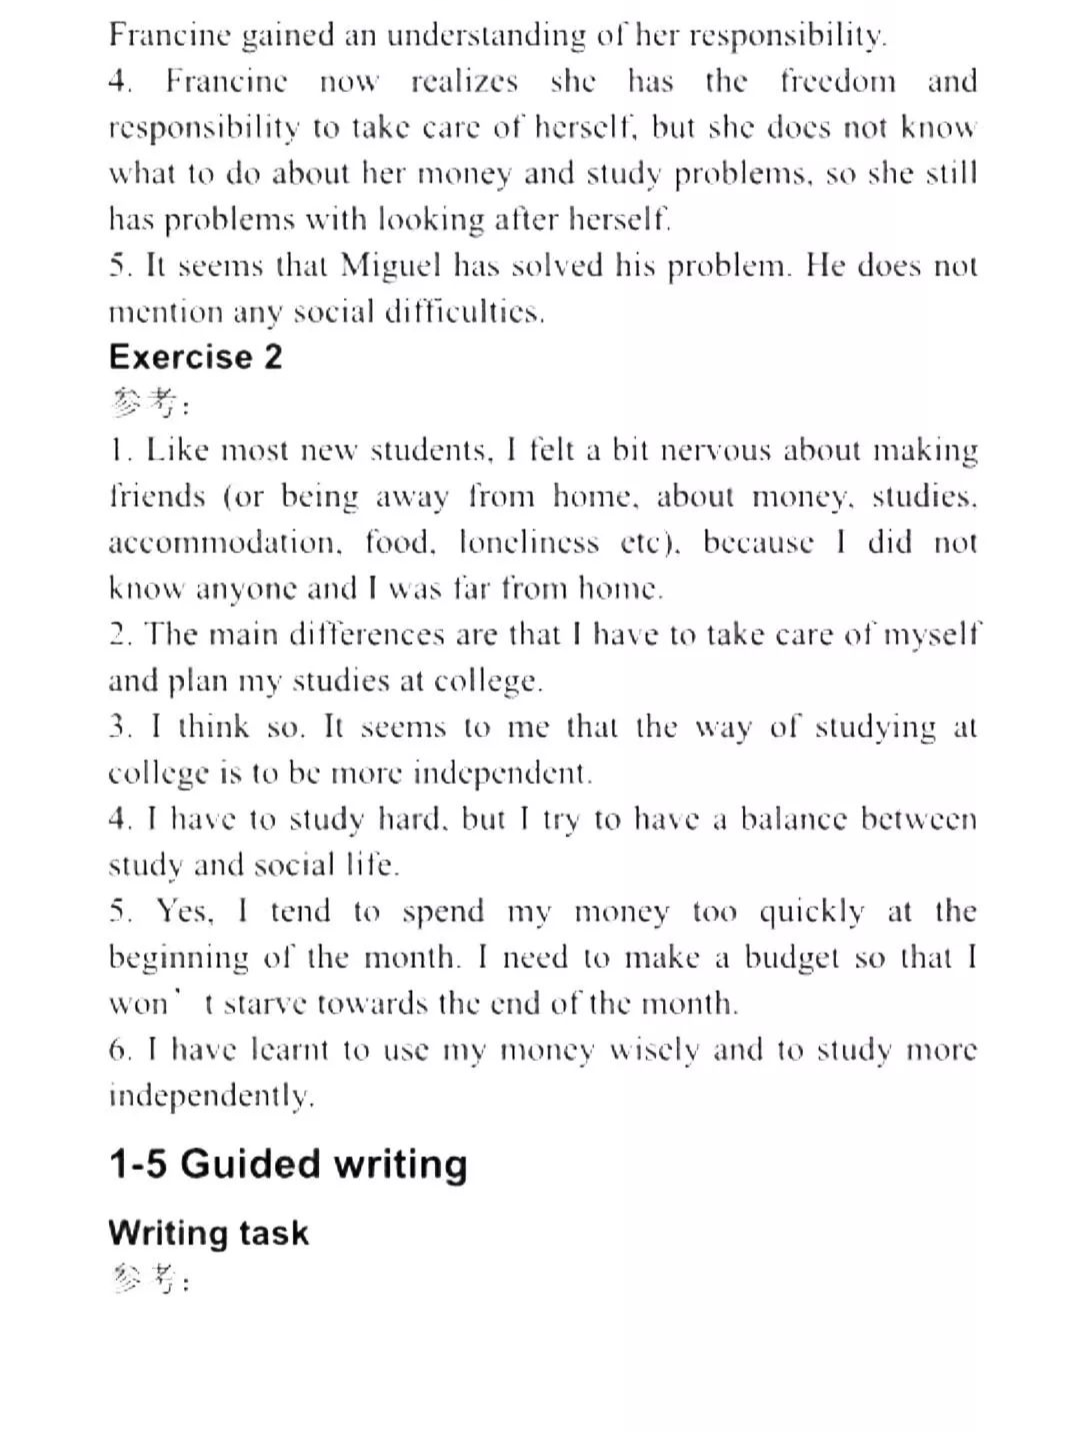 Francine gained an understanding of her responsibility.
4. Francine now realizes she has the freedom and
responsibility to take care of herself, but she does not know
what to do about her money and study problems, so she still
has problems with looking after herself.
5. It seems that Miguel has solved his problem. He does not
mention any social difficulties.
Exercise 2
参考:
1. Like most new students, I felt a bit nervous about making
friends (or being away from home, about money, studies,
accommodation, food, loneliness etc), because I did not
know anyone and I was far from home.
2. The main differences are that I have to take care of myself
and plan my studies at college.
3. I think so. It seems to me that the way of studying at
college is to be more independent.
4. I have to study hard, but I try to have a balance between
study and social life.
5. Yes, I tend to spend my money too quickly at the
beginning of the month. I need to make a budget so that I
won't starve towards the end of the month.
6. I have learnt to use my money wisely and to study more
independently.
1-5 Guided writing
Writing task
参考: